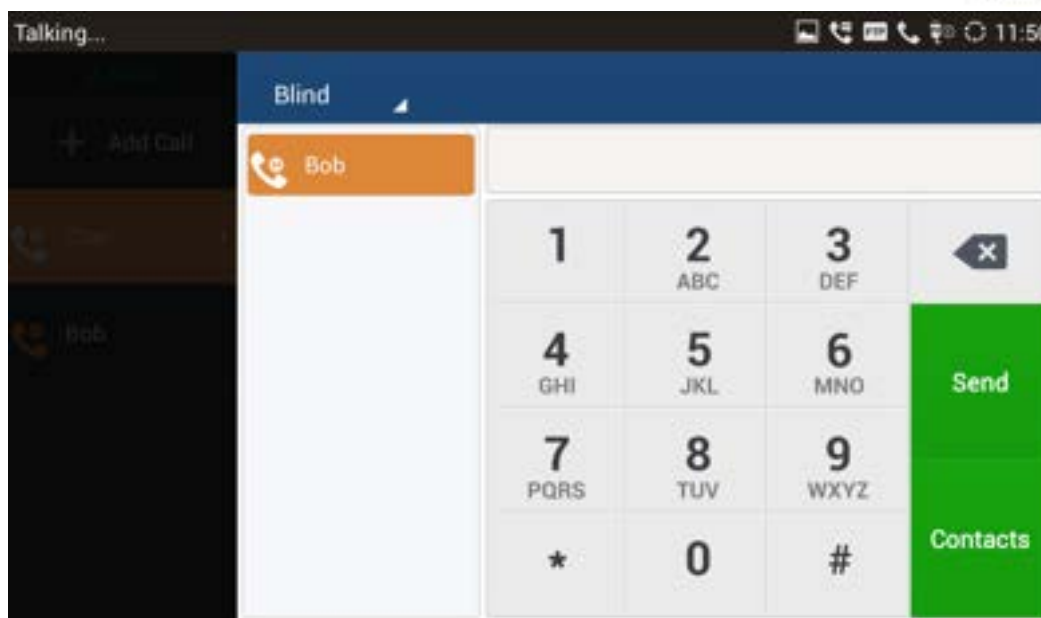 Talking...
11:50
Blind
Add Call
Bob
Bob
1
2
ABC
3
DEF
4
GHI
5
JKL
6
MNO
Send
7
PQRS
8
TUV
9
WXYZ
Contacts
*
0
#